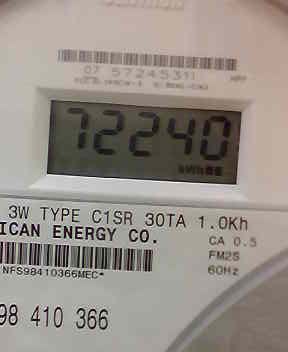 07 57245311
72240
kWh
3W TYPE C1SR 30TA 1.0Kh
ICAN ENERGY CO.
CA 0.5
FM2S
NFS98410366MEC*
60Hz
98 410 366